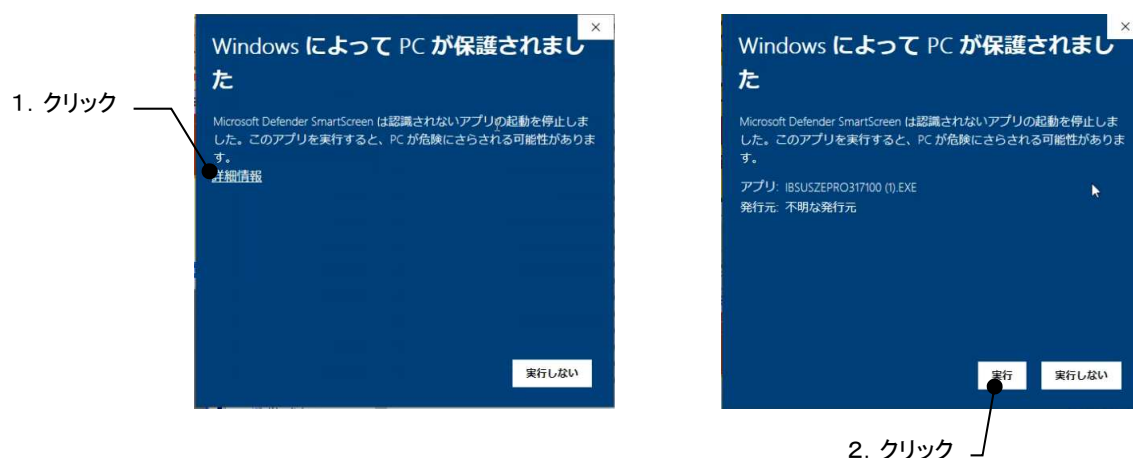 1. クリック
Windows によって PC が保護されまし
た
Microsoft Defender SmartScreen は認識されないアプリの起動を停止しま
した。このアプリを実行すると、PC が危険にさらされる可能性がありま
す。
詳細情報
実行しない
Windows によって PC が保護されまし
た
Microsoft Defender SmartScreen は認識されないアプリの起動を停止しま
した。このアプリを実行すると、PC が危険にさらされる可能性がありま
す。
アプリ: IBSUSZEPRO317100 (1).EXE
発行元: 不明な発行元
実行 実行しない
2. クリック